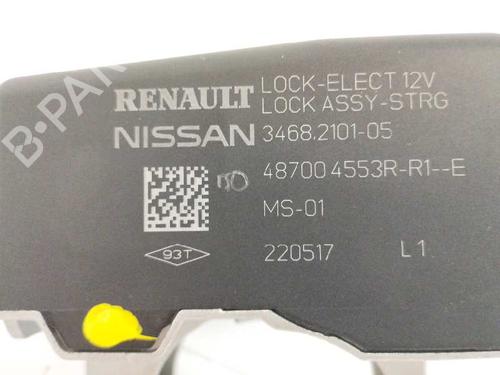 RENAULT LOCK-ELECT 12V
LOCK ASSY-STRG
NISSAN 3468.2101-05
48700 4553R-R1--E
MS-01
93T 220517 L1